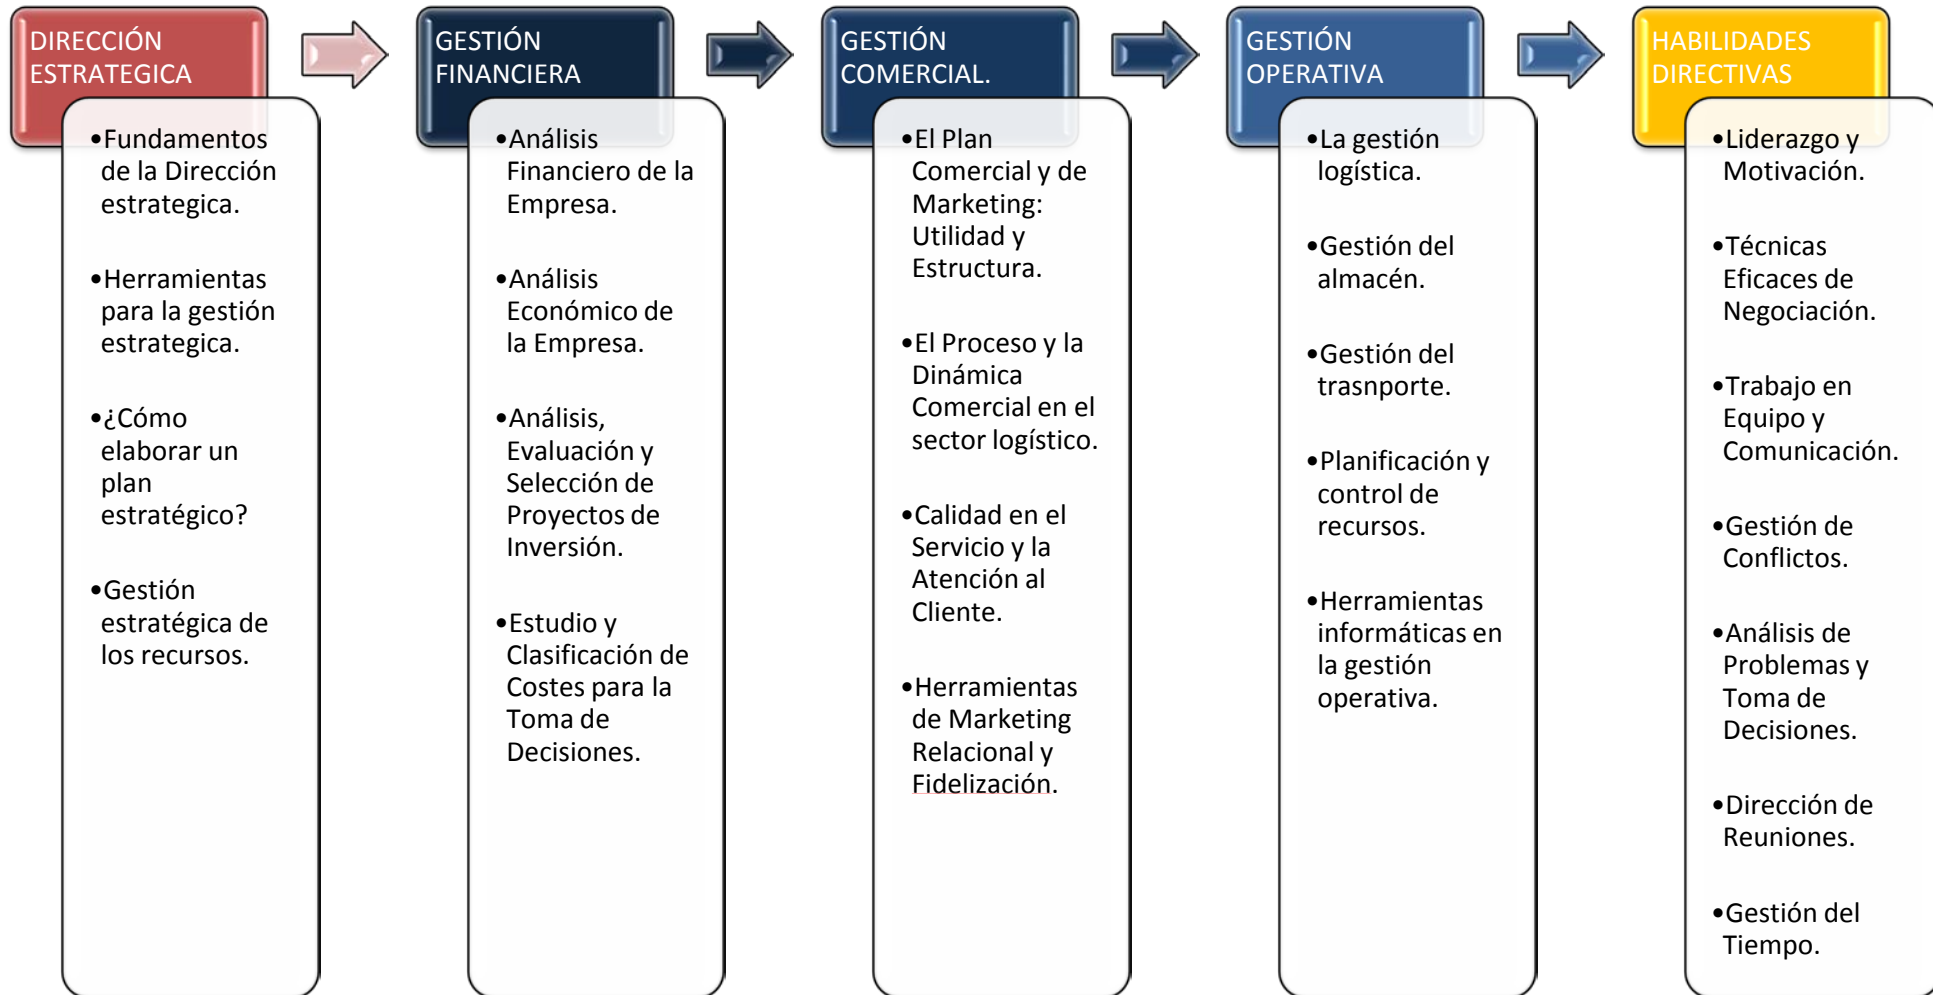 DIRECCIÓN
ESTRATEGICA
•Fundamentos
de la Dirección
estrategica.
•Herramientas
para la gestión
estrategica.
•¿Cómo
elaborar un
plan
estratégico?
•Gestión
estratégica de
los recursos.
GESTIÓN
FINANCIERA
•Análisis
Financiero de la
Empresa.
•Análisis
Económico de
la Empresa.
•Análisis,
Evaluación y
Selección de
Proyectos de
Inversión.
•Estudio y
Clasificación de
Costes para la
Toma de
Decisiones.
GESTIÓN
COMERCIAL.
•El Plan
Comercial y de
Marketing:
Utilidad y
Estructura.
•El Proceso y la
Dinámica
Comercial en el
sector logístico.
•Calidad en el
Servicio y la
Atención al
Cliente.
•Herramientas
de Marketing
Relacional y
Fidelización.
GESTIÓN
OPERATIVA
•La gestión
logística.
•Gestión del
almacén.
•Gestión del
trasnporte.
•Planificación y
control de
recursos.
•Herramientas
informáticas en
la gestión
operativa.
HABILIDADES
DIRECTIVAS
•Liderazgo y
Motivación.
•Técnicas
Eficaces de
Negociación.
•Trabajo en
Equipo y
Comunicación.
•Gestión de
Conflictos.
•Análisis de
Problemas y
Toma de
Decisiones.
•Dirección de
Reuniones.
•Gestión del
Tiempo.